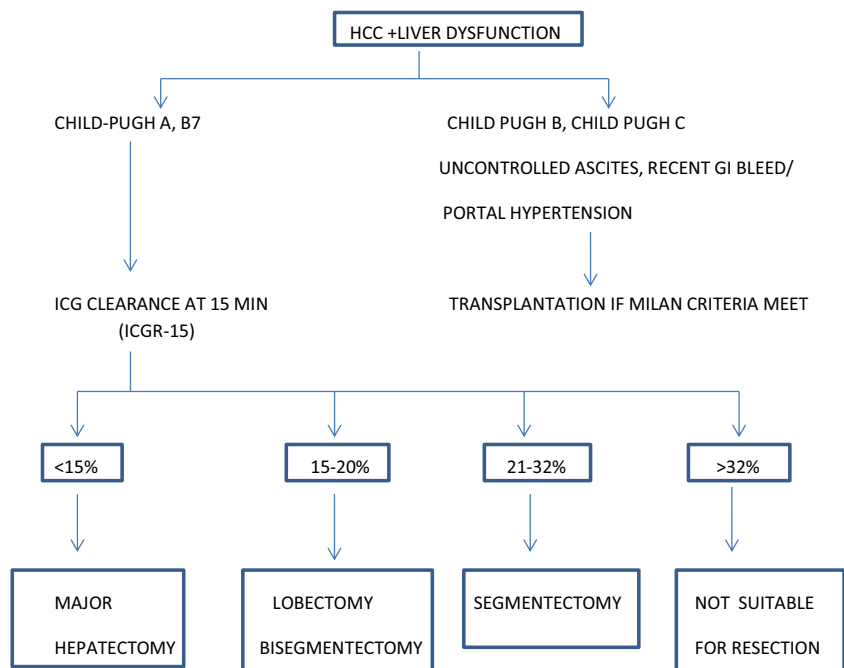 HCC +LIVER DYSFUNCTION
CHILD-PUGH A, B7
CHILD PUGH B, CHILD PUGH C
UNCONTROLLED ASCITES, RECENT GI BLEED/
PORTAL HYPERTENSION
ICG CLEARANCE AT 15 MIN
(ICGR-15)
TRANSPLANTATION IF MILAN CRITERIA MEET
<15%
15-20%
21-32%
>32%
MAJOR
HEPATECTOMY
LOBECTOMY
BISEGMENTECTOMY
SEGMENTECTOMY
NOT SUITABLE
FOR RESECTION